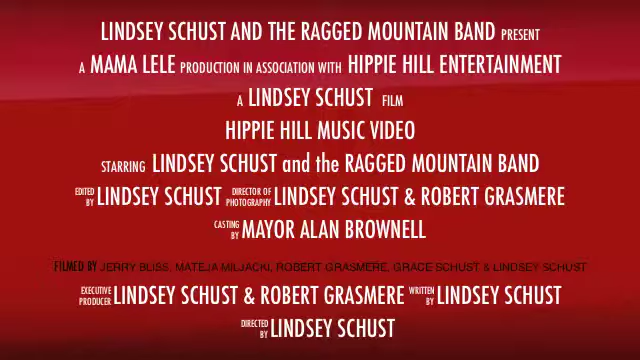 LINDSEY SCHUST AND THE RAGGED MOUNTAIN BAND PRESENT
A MAMA LELE PRODUCTION IN ASSOCIATION WITH HIPPIE HILL ENTERTAINMENT
A LINDSEY SCHUST FILM
HIPPIE HILL MUSIC VIDEO
STARRING LINDSEY SCHUST and the RAGGED MOUNTAIN BAND
EDITED BY LINDSEY SCHUST DIRECTOR OF PHOTOGRAPHY LINDSEY SCHUST & ROBERT GRASMERE
CASTING BY MAYOR ALAN BROWNELL
FILMED BY JERRY BLISS, MATEJA MILJACKI, ROBERT GRASMERE, GRACE SCHUST & LINDSEY SCHUST
EXECUTIVE PRODUCER LINDSEY SCHUST & ROBERT GRASMERE WRITTEN BY LINDSEY SCHUST
DIRECTED BY LINDSEY SCHUST